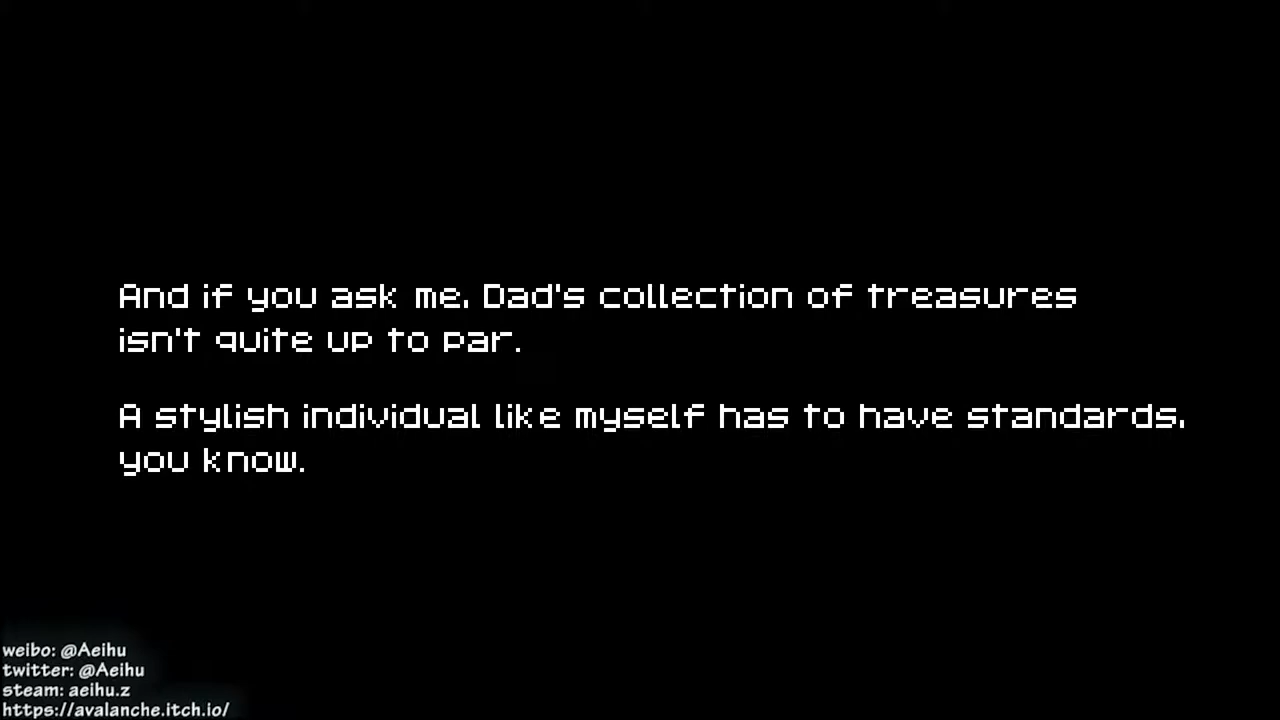 And if you ask me, Dad's collection of treasures
isn't quite up to par.
A stylish individual like myself has to have standards,
you know.
weibo: @Aeihu
twitter: @Aeihu
steam: aeihu.z
https://avalanche.itch.io/